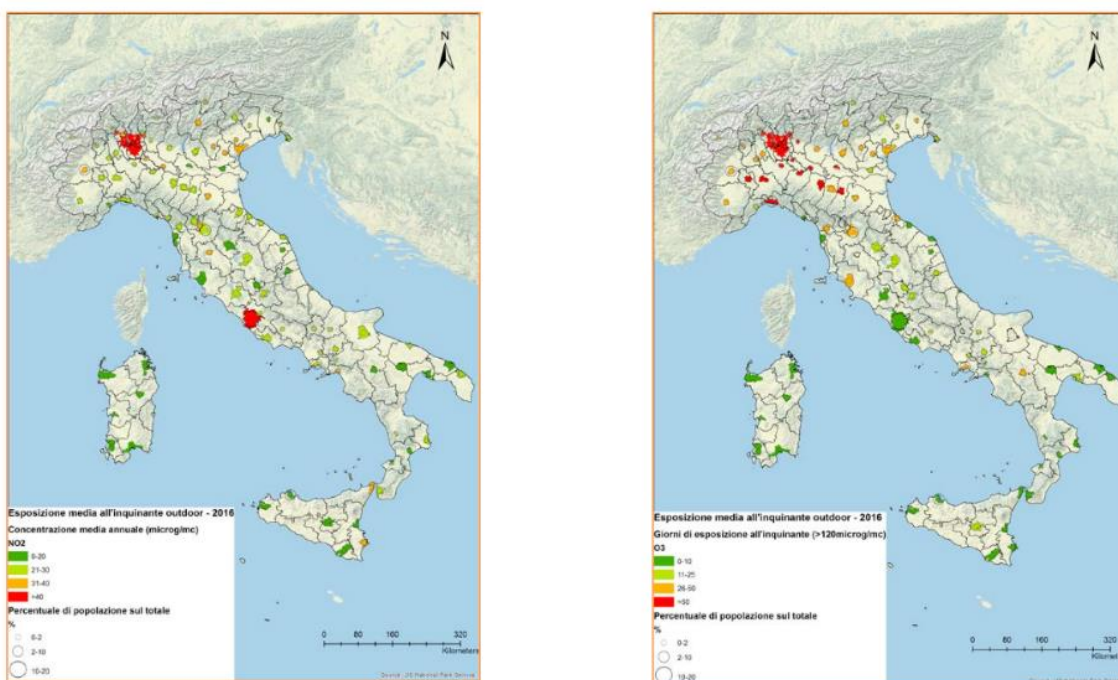 N
Esposizione media all'inquinante outdoor - 2016
Concentrazione media annuale (microg/mc)
NO2
0-20
21-30
31-40
>40
Percentuale di popolazione sul totale
%
0-2
2-10
10-20
0 80 160 240 320
Kilometers
N
Esposizione media all'inquinante outdoor - 2016
Giorni di esposizione all'inquinante (>120microg/mc)
O3
0-10
11-25
26-50
>50
Percentuale di popolazione sul totale
%
0-2
2-10
10-20
0 80 160 240 320
Kilometers